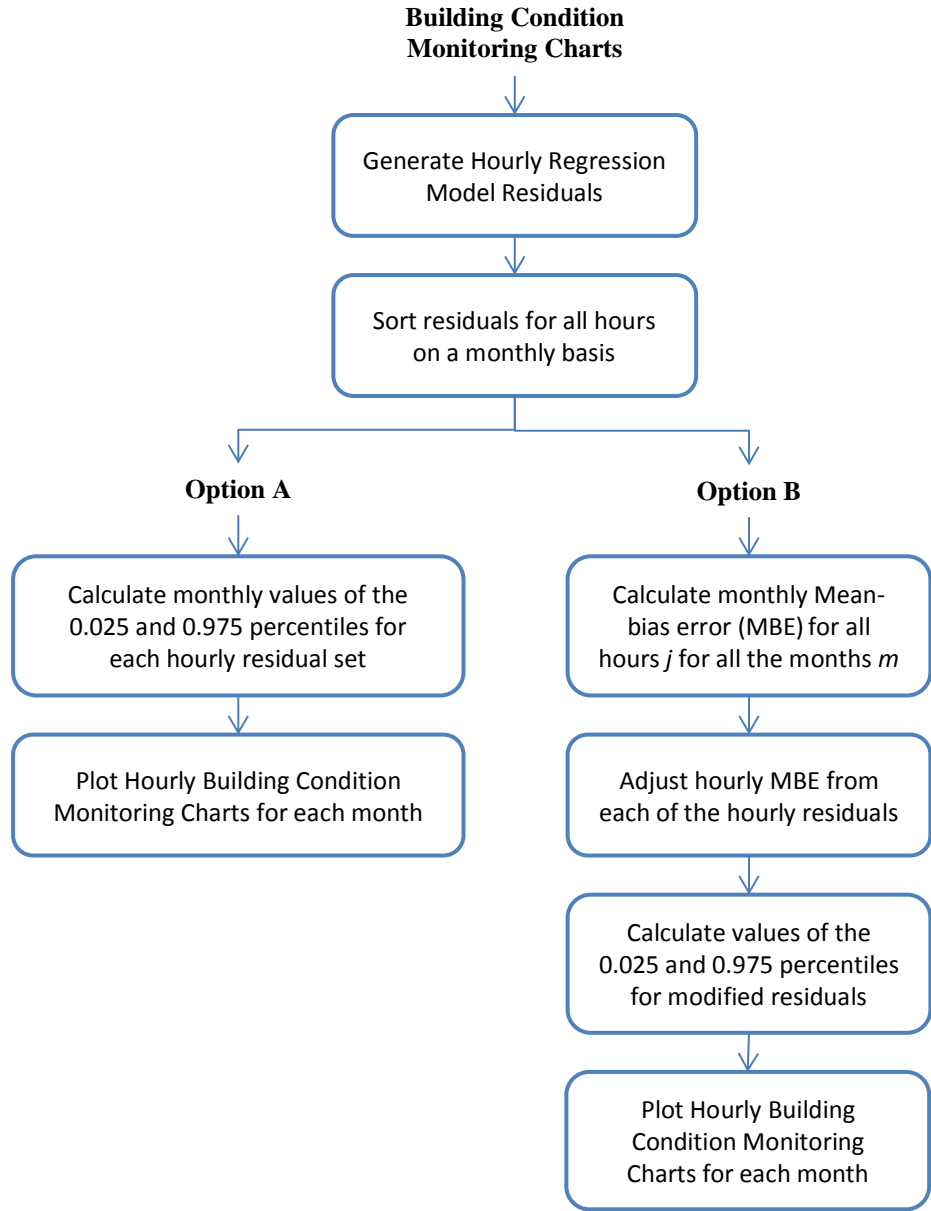 Building Condition
Monitoring Charts
Generate Hourly Regression
Model Residuals
Sort residuals for all hours
on a monthly basis
Option A
Calculate monthly values of the
0.025 and 0.975 percentiles for
each hourly residual set
Plot Hourly Building Condition
Monitoring Charts for each month
Option B
Calculate monthly Mean-
bias error (MBE) for all
hours j for all the months m
Adjust hourly MBE from
each of the hourly residuals
Calculate values of the
0.025 and 0.975 percentiles
for modified residuals
Plot Hourly Building
Condition Monitoring
Charts for each month